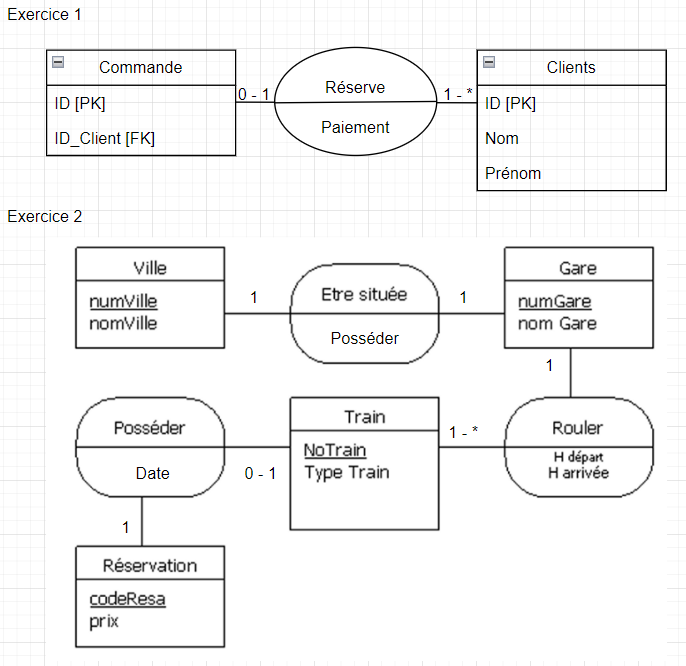 Exercice 1
Commande
ID [PK]
ID_Client [FK]
0 - 1
Réserve
Paiement
1 - *
Clients
ID [PK]
Nom
Prénom
Exercice 2
Ville
numVille
nomVille
1
Etre située
Posséder
1
Gare
numGare
nom Gare
1
Posséder
Date
0 - 1
Train
NoTrain
Type Train
1 - *
Rouler
H départ
H arrivée
1
Réservation
codeResa
prix